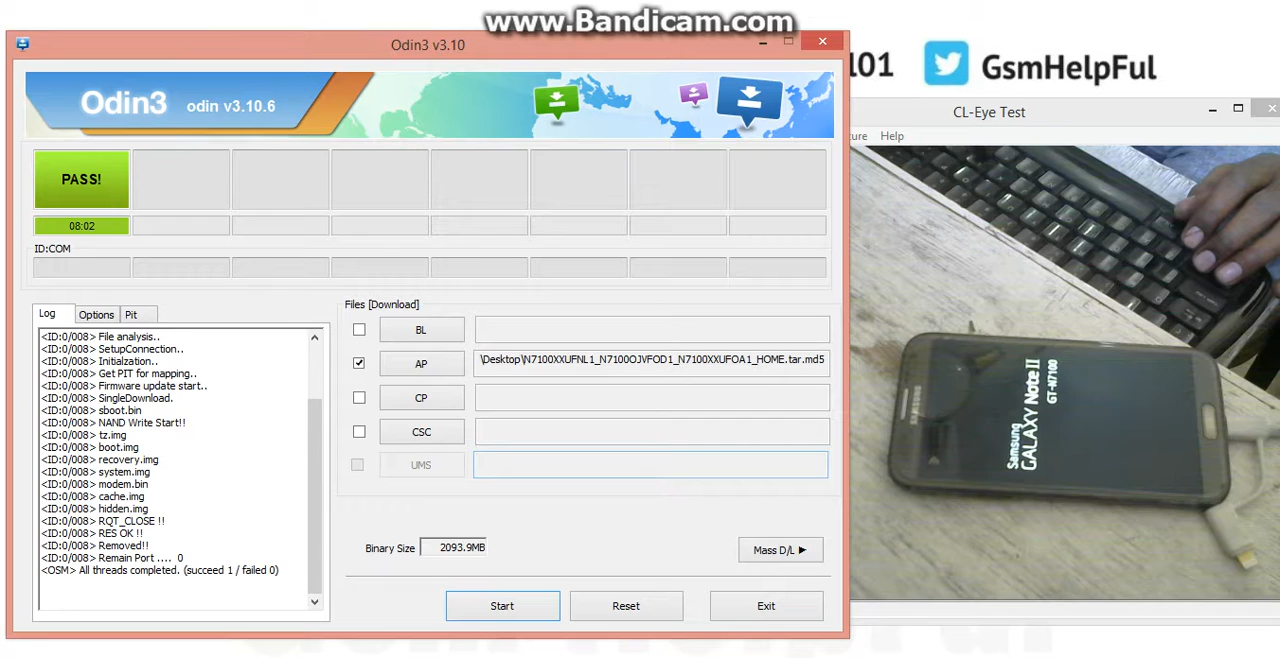 www.Bandicam.com
Odin3 v3.10
Odin3 odin v3.10.6
PASS!
08:02
ID:COM
Log Options Pit
<ID:0/008> File analysis..
<ID:0/008> SetupConnection..
<ID:0/008> Initialzation..
<ID:0/008> Get PIT for mapping..
<ID:0/008> Firmware update start..
<ID:0/008> SingleDownload.
<ID:0/008> sboot.bin
<ID:0/008> NAND Write Start!!
<ID:0/008> tz.img
<ID:0/008> boot.img
<ID:0/008> recovery.img
<ID:0/008> system.img
<ID:0/008> modem.bin
<ID:0/008> cache.img
<ID:0/008> hidden.img
<ID:0/008> RQT_CLOSE !!
<ID:0/008> RES OK !!
<ID:0/008> Removed!!
<ID:0/008> Remain Port .... 0
<OSM> All threads completed. (succeed 1 / failed 0)
Files [Download]
BL
AP \Desktop\N7100XXUFNL1_N7100OJVFOD1_N7100XXUFOA1_HOME.tar.md5
CP
CSC
UMS
Binary Size 2093.9MB
Mass D/L ▶
Start Reset Exit
101 GsmHelpFul
CL-Eye Test
ure Help
SAMSUNG
Samsung
GALAXY Note II
GT-N7100